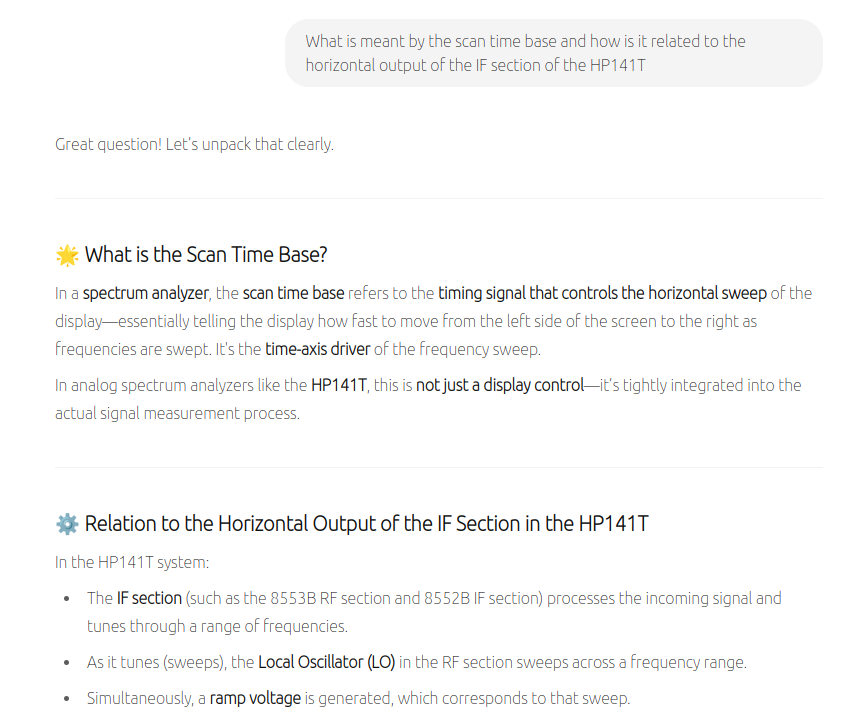 What is meant by the scan time base and how is it related to the
horizontal output of the IF section of the HP141T
Great question! Let's unpack that clearly.
🌟 What is the Scan Time Base?
In a spectrum analyzer, the scan time base refers to the timing signal that controls the horizontal sweep of the
display—essentially telling the display how fast to move from the left side of the screen to the right as
frequencies are swept. It's the time-axis driver of the frequency sweep.
In analog spectrum analyzers like the HP141T, this is not just a display control—it's tightly integrated into the
actual signal measurement process.
⚙️ Relation to the Horizontal Output of the IF Section in the HP141T
In the HP141T system:
• The IF section (such as the 8553B RF section and 8552B IF section) processes the incoming signal and
tunes through a range of frequencies.
• As it tunes (sweeps), the Local Oscillator (LO) in the RF section sweeps across a frequency range.
• Simultaneously, a ramp voltage is generated, which corresponds to that sweep.